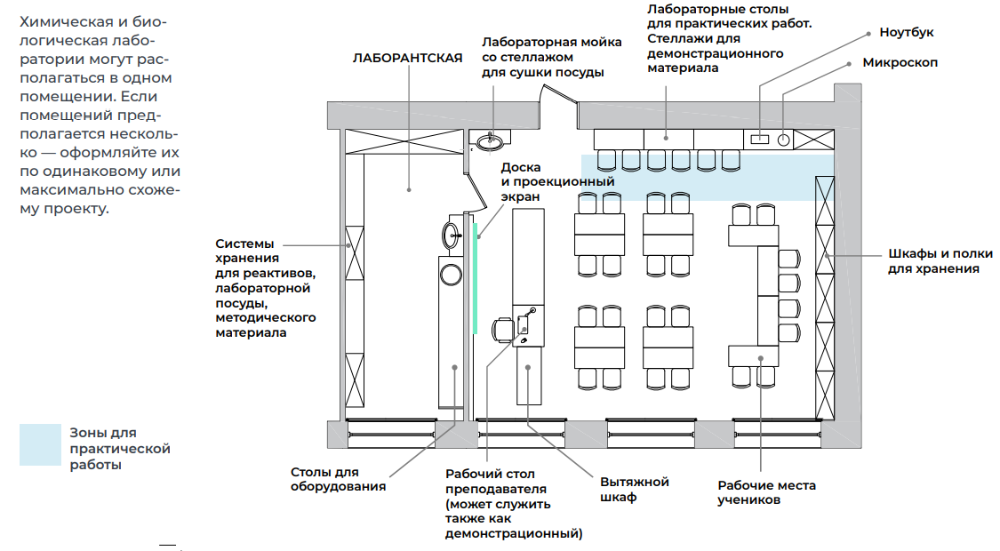 Химическая и био-
логическая лабо-
ратории могут рас-
полагаться в одном
помещении. Если
помещений пред-
полагается несколь-
ко — оформляйте их
по одинаковому или
максимально схоже-
му проекту.
ЛАБОРАНТСКАЯ
Лабораторная мойка
со стеллажом
для сушки посуды
Лабораторные столы
для практических работ.
Стеллажи для
демонстрационного
материала
Ноутбук
Микроскоп
Доска
и проекционный
экран
Системы
хранения
для реактивов,
лабораторной
посуды,
методического
материала
Шкафы и полки
для хранения
Зоны для
практической
работы
Столы для
оборудования
Рабочий стол
преподавателя
(может служить
также как
демонстрационный)
Вытяжной
шкаф
Рабочие места
учеников